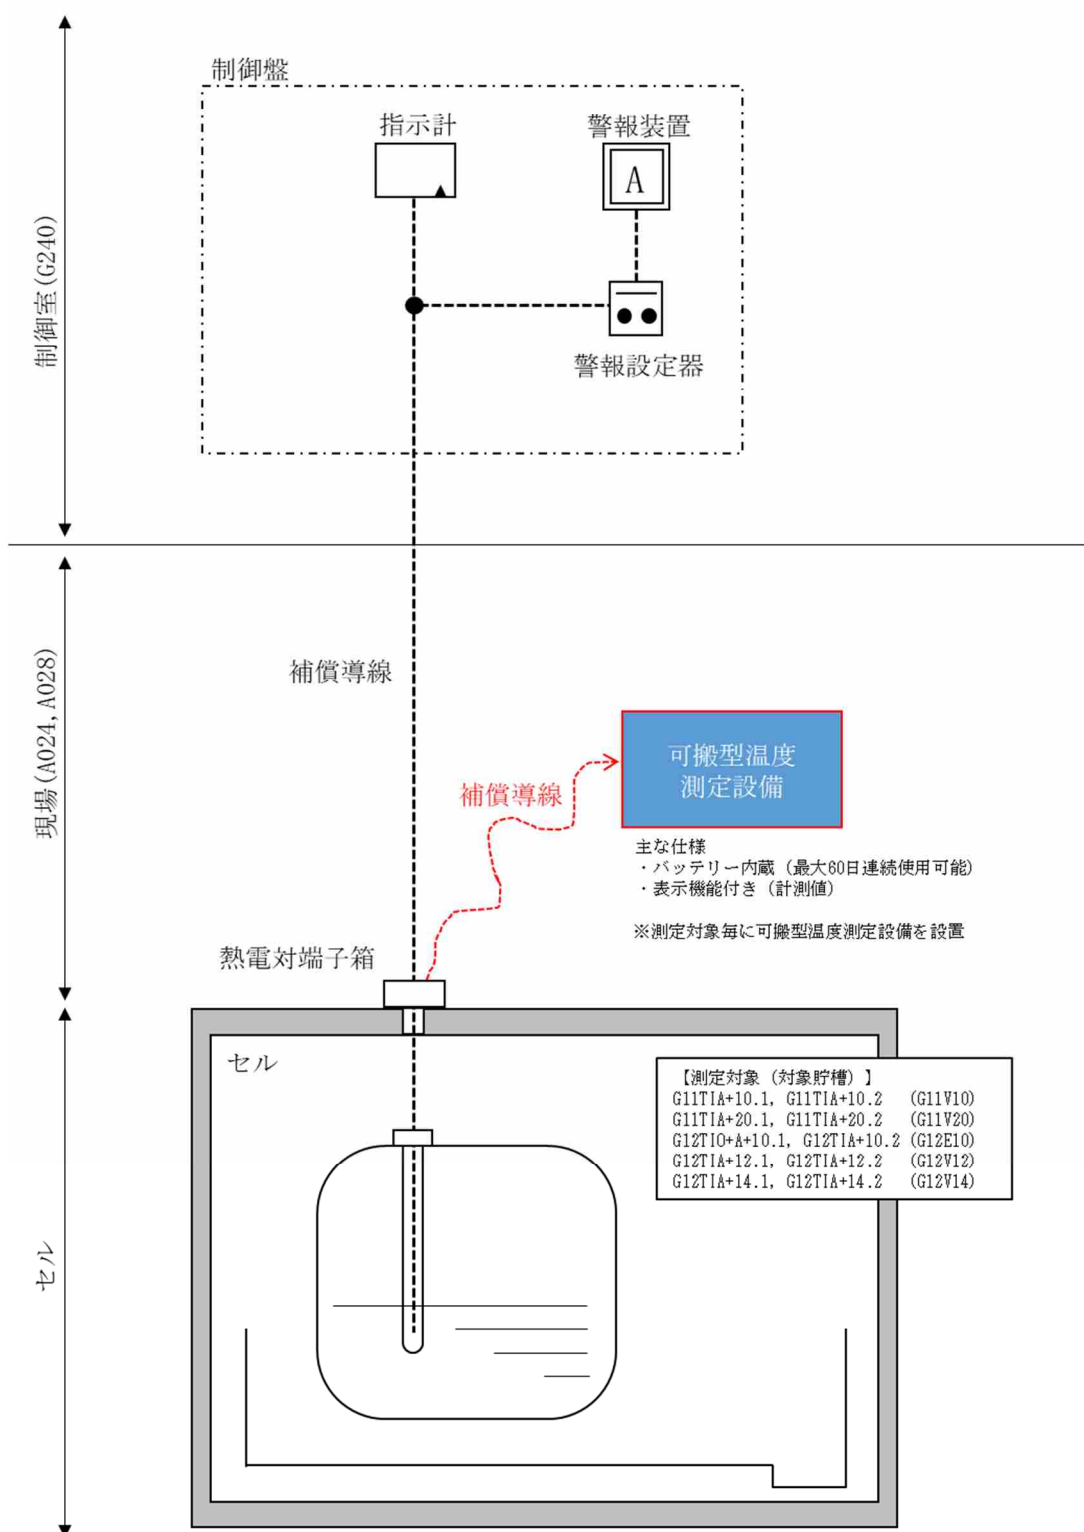 制御盤
指示計
警報装置
A
警報設定器
制御室(G240)
補償導線
現場(A024, A028)
可搬型温度
測定設備
補償導線
主な仕様
・バッテリー内蔵（最大60日連続使用可能）
・表示機能付き（計測値）
※測定対象毎に可搬型温度測定設備を設置
熱電対端子箱
セル
【測定対象（対象貯槽）】
G11TIA+10.1, G11TIA+10.2 (G11V10)
G11TIA+20.1, G11TIA+20.2 (G11V20)
G12TIO+A+10.1, G12TIA+10.2 (G12E10)
G12TIA+12.1, G12TIA+12.2 (G12V12)
G12TIA+14.1, G12TIA+14.2 (G12V14)
セル